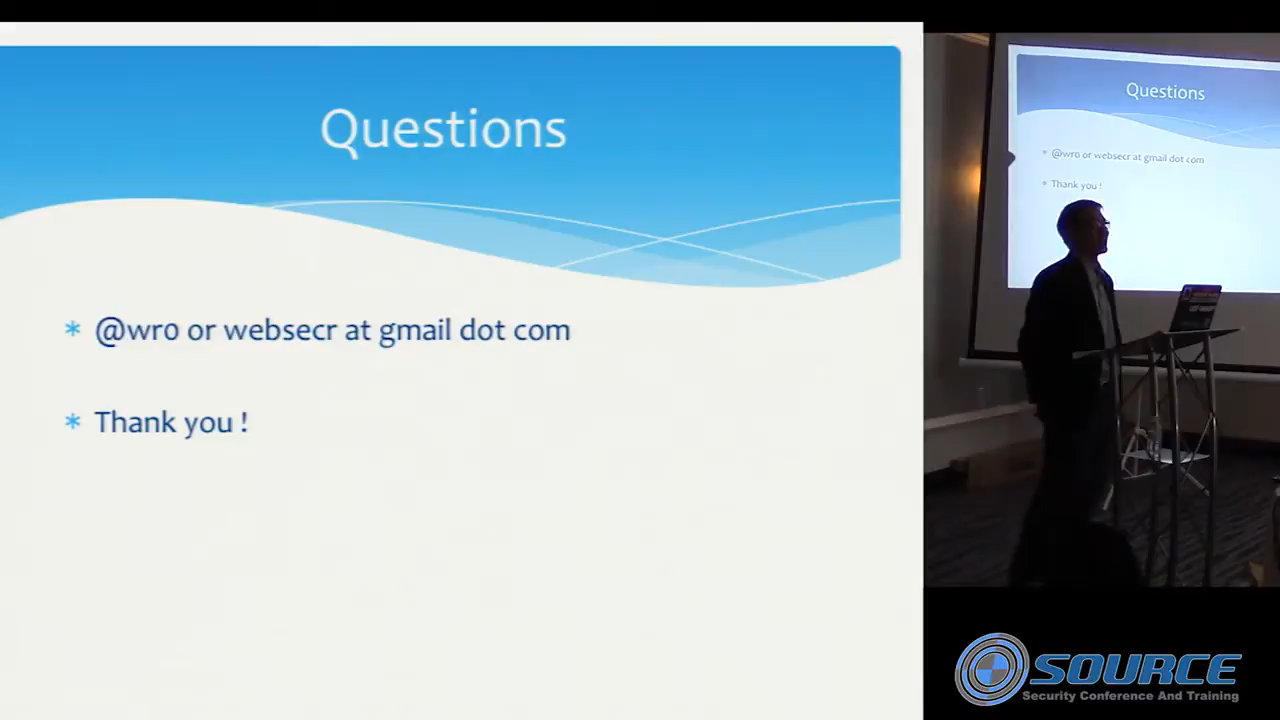 Questions
@wr0 or websecr at gmail dot com
Thank you !
Questions
@wr0 or websecr at gmail dot com
Thank you !
SOURCE
Security Conference And Training